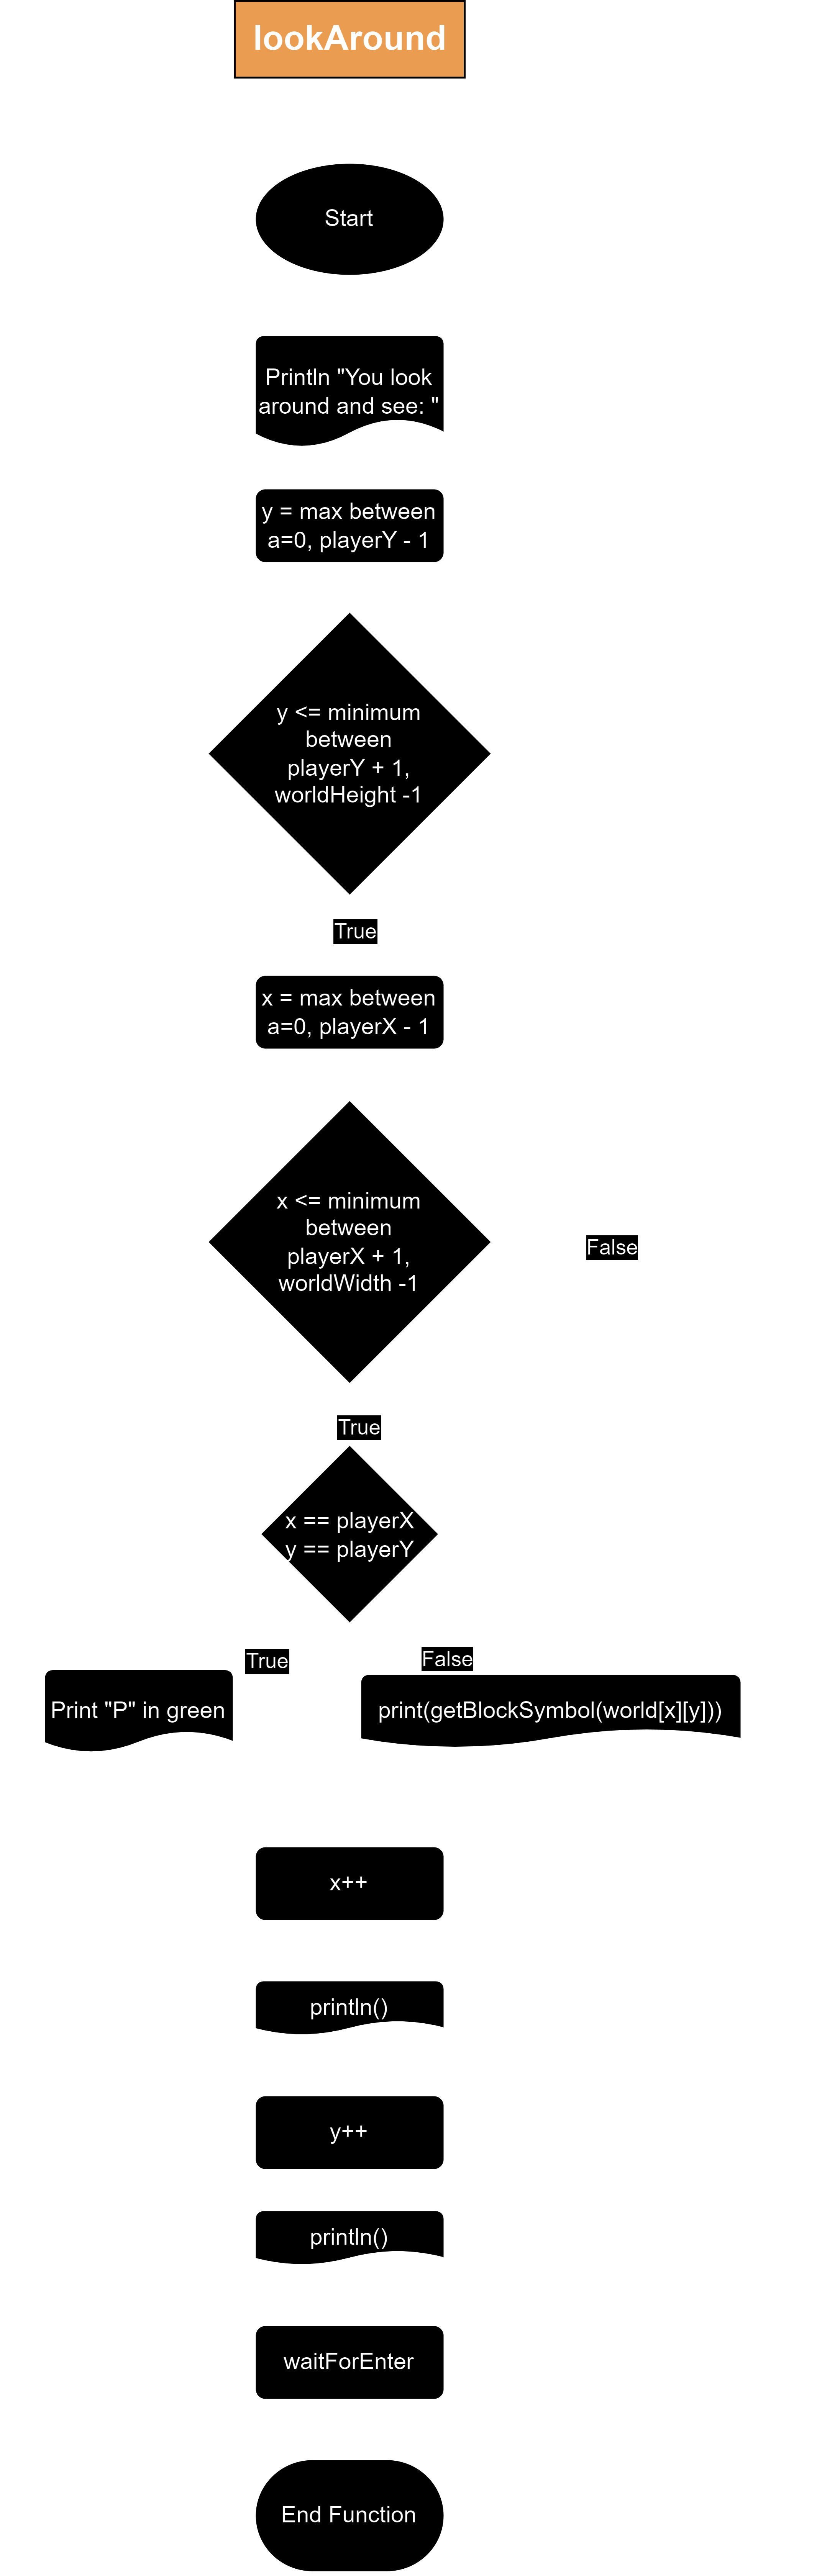 lookAround
Start
Println "You look
around and see: "
y = max between
a=0, playerY - 1
y <= minimum
between
playerY + 1,
worldHeight -1
True
x = max between
a=0, playerX - 1
x <= minimum
between
playerX + 1,
worldWidth -1
False
True
x == playerX
y == playerY
True
False
Print "P" in green
print(getBlockSymbol(world[x][y]))
x++
println()
y++
println()
waitForEnter
End Function